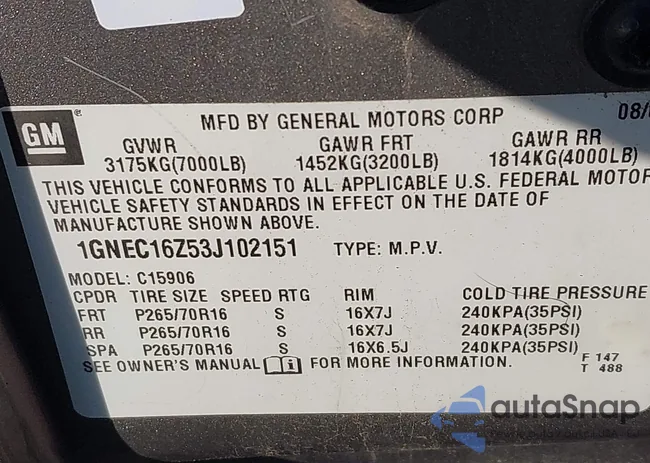 GM
MFD BY GENERAL MOTORS CORP 08/
GVWR GAWR FRT GAWR RR
3175KG(7000LB) 1452KG(3200LB) 1814KG(4000LB)
THIS VEHICLE CONFORMS TO ALL APPLICABLE U.S. FEDERAL MOTOR
VEHICLE SAFETY STANDARDS IN EFFECT ON THE DATE OF
MANUFACTURE SHOWN ABOVE.
1GNEC16Z53J102151 TYPE: M.P.V.
MODEL: C15906
CPDR TIRE SIZE SPEED RTG RIM COLD TIRE PRESSURE
FRT P265/70R16 S 16X7J 240KPA(35PSI)
RR P265/70R16 S 16X7J 240KPA(35PSI)
SPA P265/70R16 S 16X6.5J 240KPA(35PSI)
SEE OWNER'S MANUAL i FOR MORE INFORMATION. F 147
T 488
autoSnap